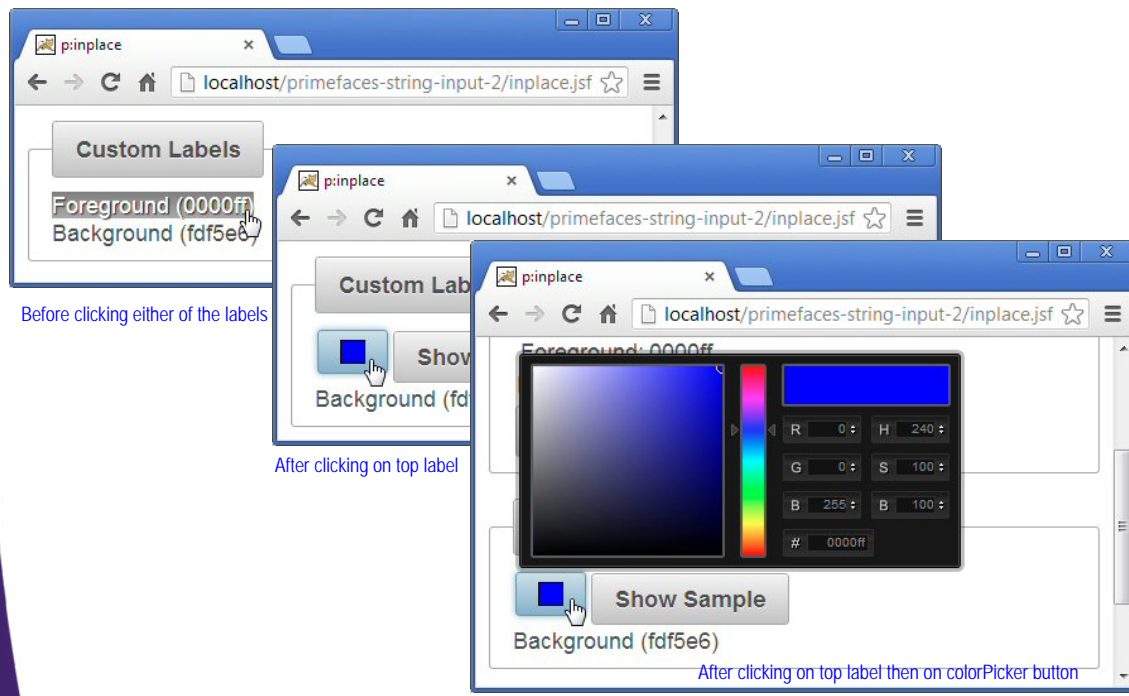 p:inplace
localhost/primefaces-string-input-2/inplace.jsf
Custom Labels
Foreground (0000ff)
Background (fdf5e6)
Before clicking either of the labels
p:inplace
localhost/primefaces-string-input-2/inplace.jsf
Custom Lab
Show
Background (fd
After clicking on top label
p:inplace
localhost/primefaces-string-input-2/inplace.jsf
Foreground: 0000ff
R 0 H 240
G 0 S 100
B 255 B 100
# 0000ff
Show Sample
Background (fdf5e6)
After clicking on top label then on colorPicker button